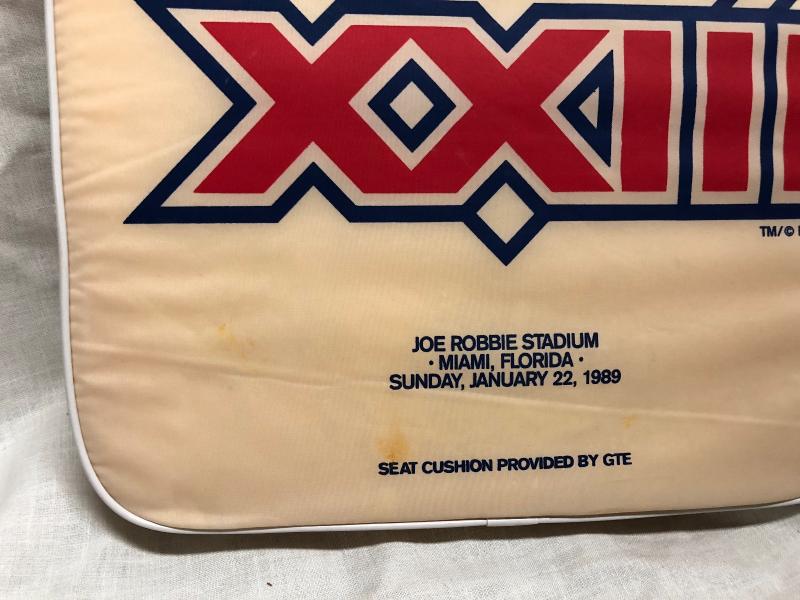 XXIII
TM/©
JOE ROBBIE STADIUM
· MIAMI, FLORIDA ·
SUNDAY, JANUARY 22, 1989
SEAT CUSHION PROVIDED BY GTE